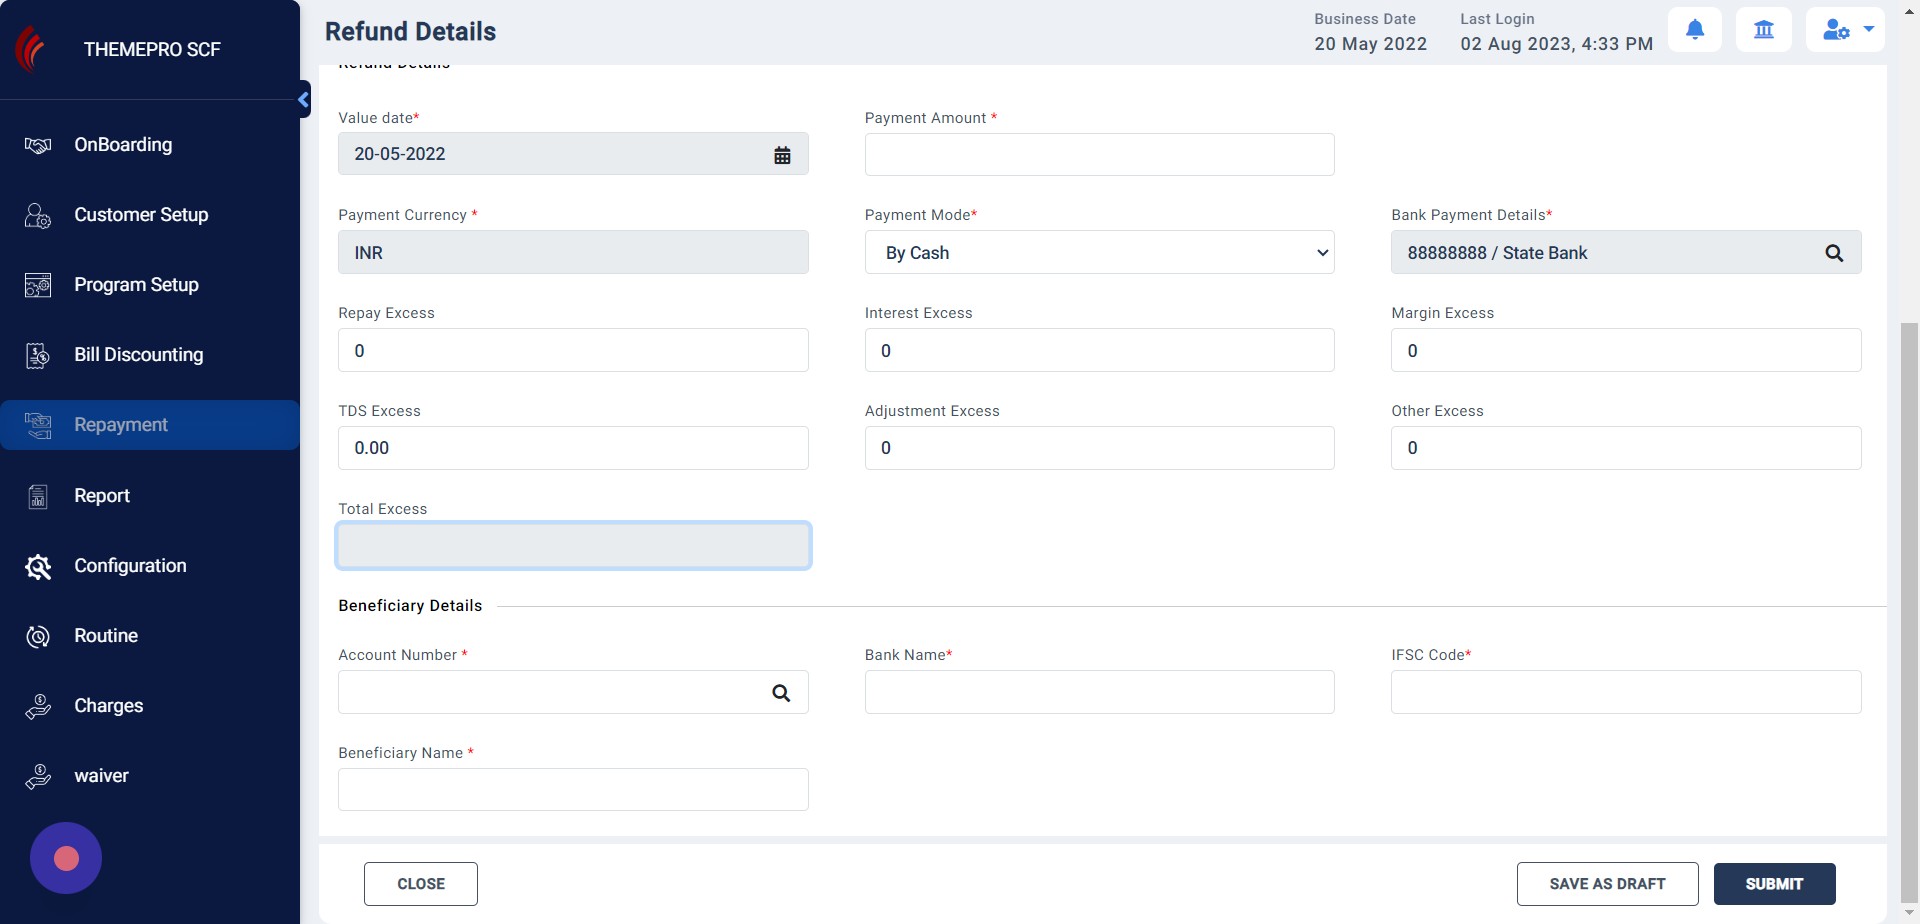 THEMEPRO SCF
OnBoarding
Customer Setup
Program Setup
Bill Discounting
Repayment
Report
Configuration
Routine
Charges
waiver
Refund Details
Business Date
20 May 2022
Last Login
02 Aug 2023, 4:33 PM
Refund Details
Value date*
20-05-2022
Payment Amount *
Payment Currency *
INR
Payment Mode*
By Cash
Bank Payment Details*
88888888 / State Bank
Repay Excess
0
Interest Excess
0
Margin Excess
0
TDS Excess
0.00
Adjustment Excess
0
Other Excess
0
Total Excess
Beneficiary Details
Account Number *
Bank Name*
IFSC Code*
Beneficiary Name *
CLOSE
SAVE AS DRAFT
SUBMIT